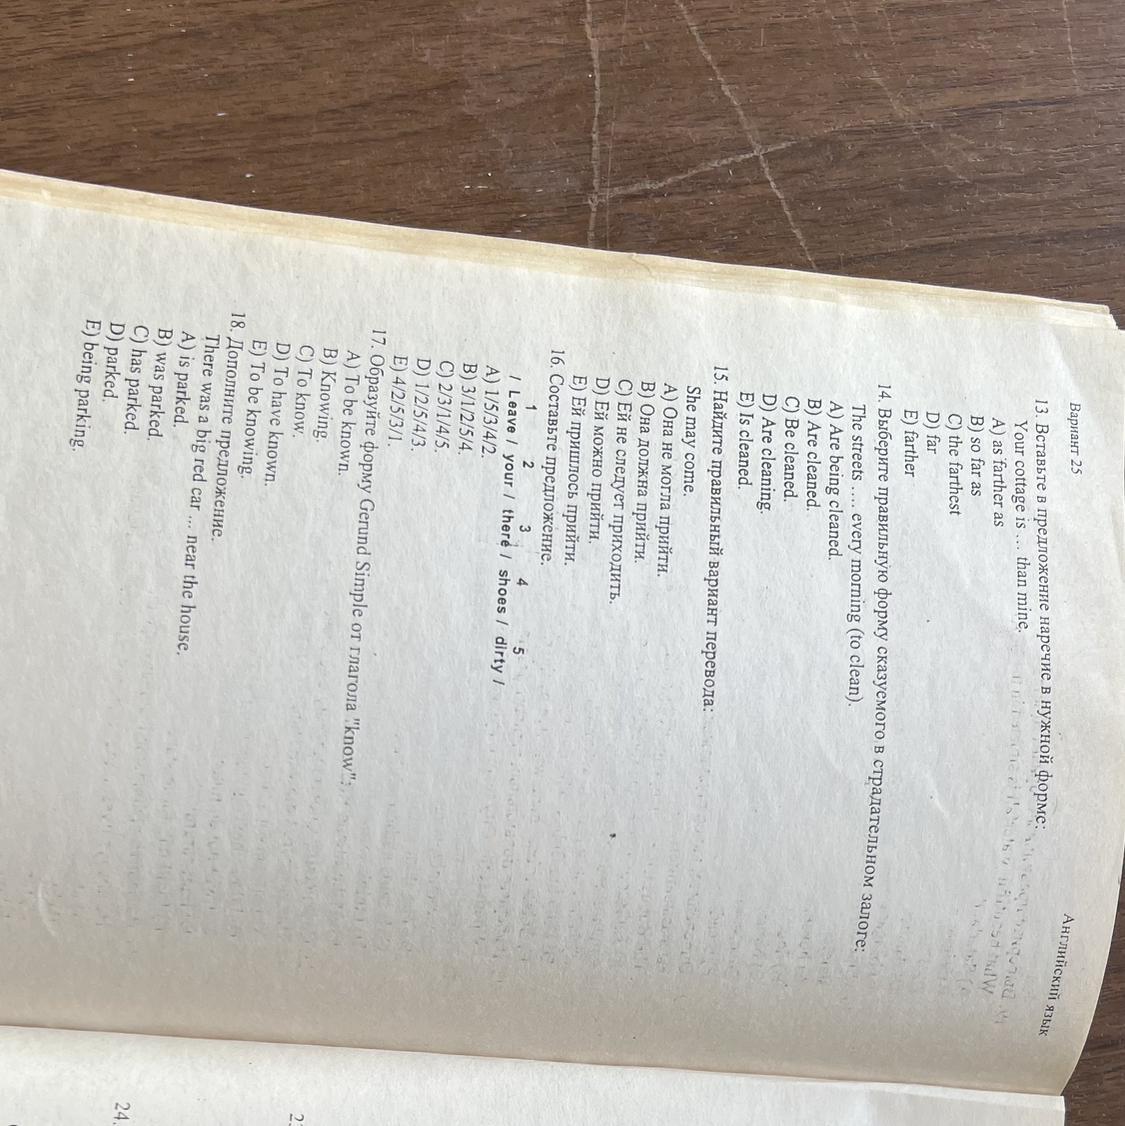 Вариант 25 Английский язык
13. Вставьте в предложение наречие в нужной форме:
Your cottage is ... than mine.
A) as farther as
B) so far as
C) the farthest
D) far
E) farther
14. Выберите правильную форму сказуемого в страдательном залоге:
The streets .... every morning (to clean).
A) Are being cleaned.
B) Are cleaned.
C) Be cleaned.
D) Are cleaning.
E) Is cleaned.
15. Найдите правильный вариант перевода:
She may come.
A) Она не могла прийти.
B) Она должна прийти.
C) Ей не следует приходить.
D) Ей можно прийти.
E) Ей пришлось прийти.
16. Составьте предложение.
1 2 3 4 5
/ Leave / your / there / shoes / dirty /
A) 1/5/3/4/2.
B) 3/1/2/5/4.
C) 2/3/1/4/5.
D) 1/2/5/4/3.
E) 4/2/5/3/1.
17. Образуйте форму Gerund Simple от глагола "know":
A) To be known.
B) Knowing.
C) To know.
D) To have known.
E) To be knowing.
18. Дополните предложение.
There was a big red car ... near the house.
A) is parked.
B) was parked.
C) has parked.
D) parked.
E) being parking.
24.